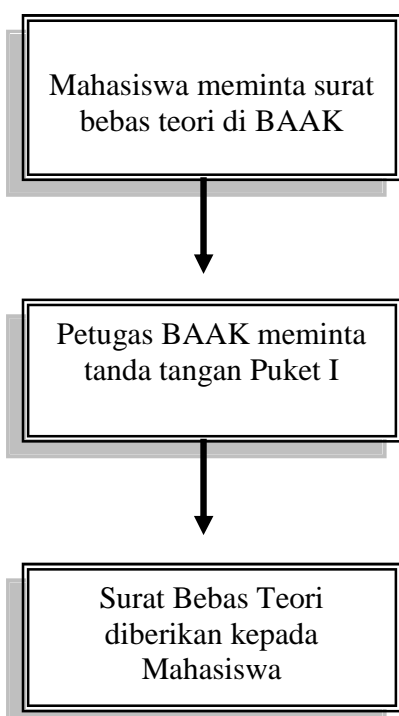 Mahasiswa meminta surat
bebas teori di BAAK
Petugas BAAK meminta
tanda tangan Puket I
Surat Bebas Teori
diberikan kepada
Mahasiswa